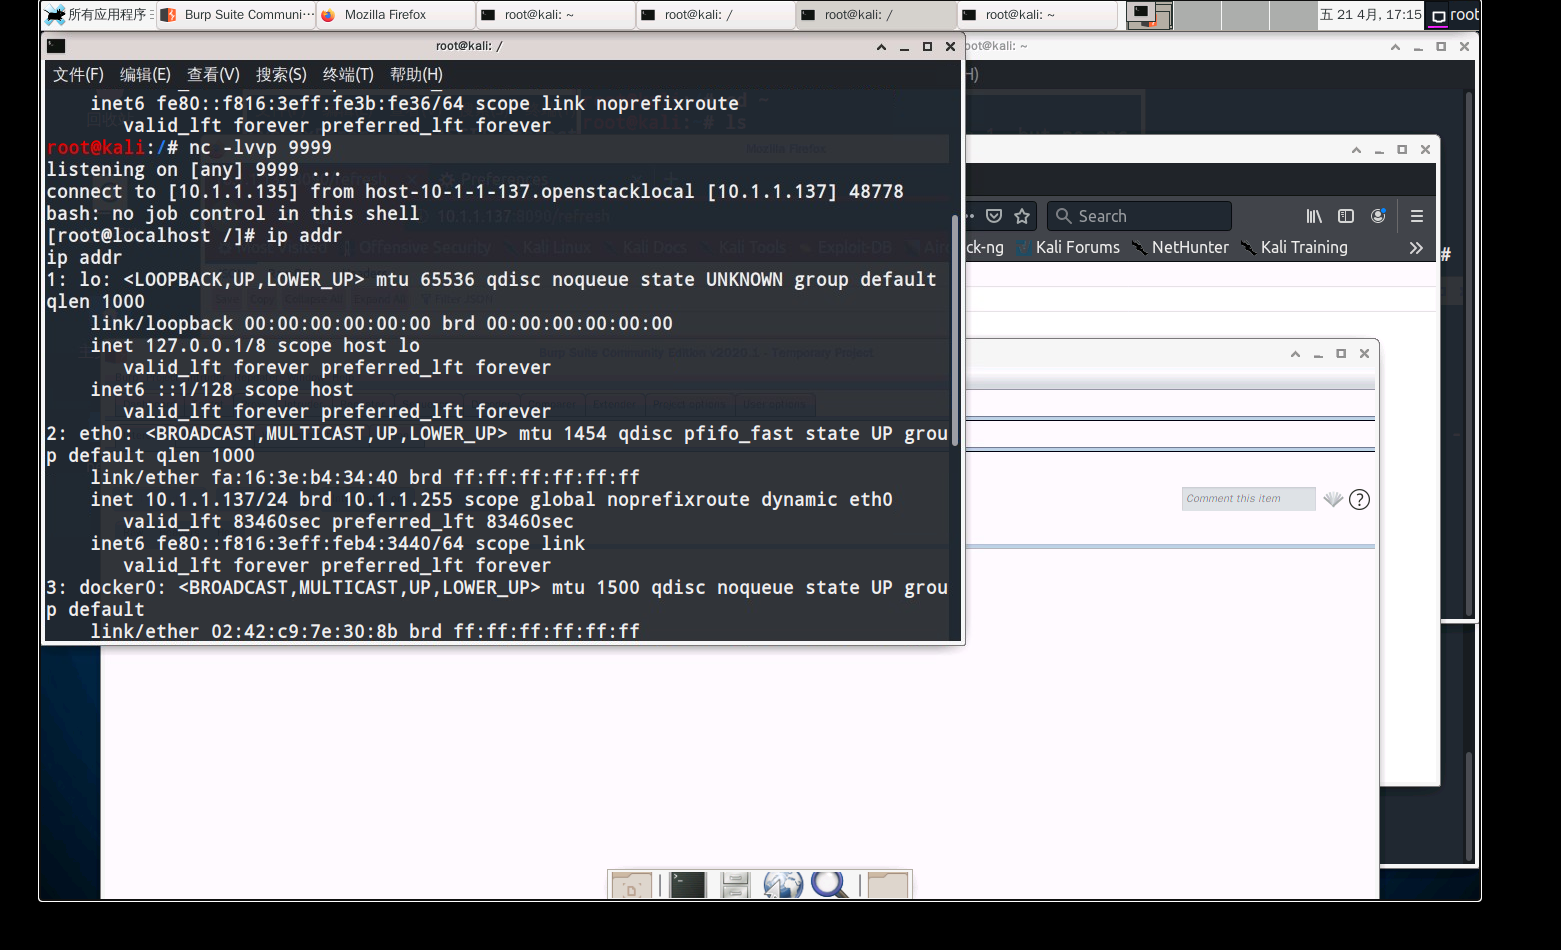 所有应用程序
Burp Suite Communi…
Mozilla Firefox
root@kali: ~
root@kali: /
root@kali: /
root@kali: ~
五 21 4月, 17:15
root
root@kali: /
oot@kali: ~
文件(F) 编辑(E) 查看(V) 搜索(S) 终端(T) 帮助(H)
H)
inet6 fe80::f816:3eff:fe3b:fe36/64 scope link noprefixroute
valid_lft forever preferred_lft forever
root@kali:/# nc -lvvp 9999
listening on [any] 9999 ...
connect to [10.1.1.135] from host-10-1-1-137.openstacklocal [10.1.1.137] 48778
bash: no job control in this shell
[root@localhost /]# ip addr
ip addr
1: lo: <LOOPBACK,UP,LOWER_UP> mtu 65536 qdisc noqueue state UNKNOWN group default
qlen 1000
link/loopback 00:00:00:00:00:00 brd 00:00:00:00:00:00
inet 127.0.0.1/8 scope host lo
valid_lft forever preferred_lft forever
inet6 ::1/128 scope host
valid_lft forever preferred_lft forever
2: eth0: <BROADCAST,MULTICAST,UP,LOWER_UP> mtu 1454 qdisc pfifo_fast state UP grou
p default qlen 1000
link/ether fa:16:3e:b4:34:40 brd ff:ff:ff:ff:ff:ff
inet 10.1.1.137/24 brd 10.1.1.255 scope global noprefixroute dynamic eth0
valid_lft 83460sec preferred_lft 83460sec
inet6 fe80::f816:3eff:feb4:3440/64 scope link
valid_lft forever preferred_lft forever
3: docker0: <BROADCAST,MULTICAST,UP,LOWER_UP> mtu 1500 qdisc noqueue state UP grou
p default
link/ether 02:42:c9:7e:30:8b brd ff:ff:ff:ff:ff:ff
Search
ck-ng Kali Forums NetHunter Kali Training
#
Comment this item
?